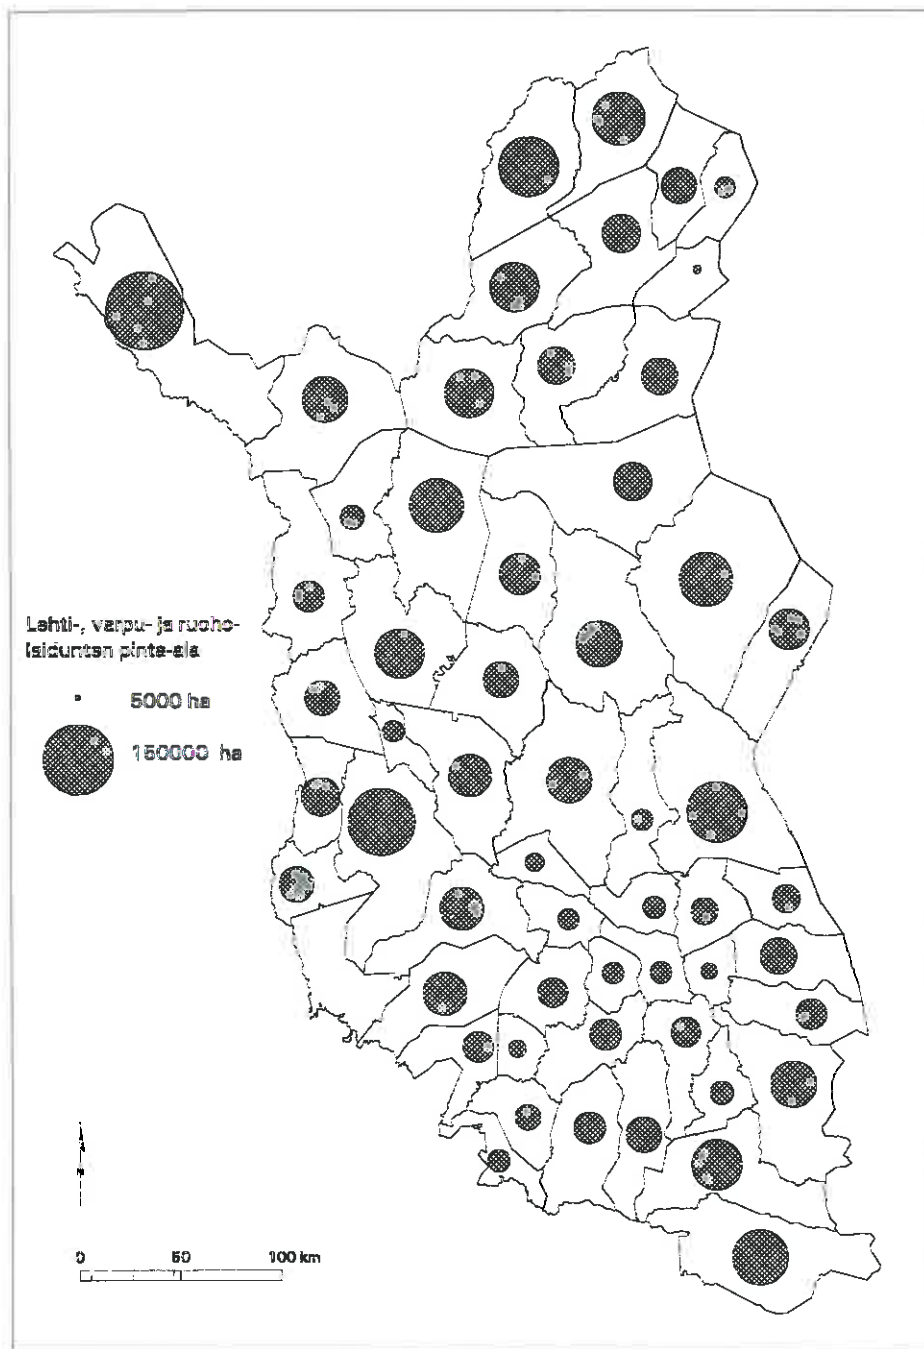 Lehti-, varpu- ja ruoho-
laidunten pinta-ala
5000 ha
150000 ha
0 50 100 km